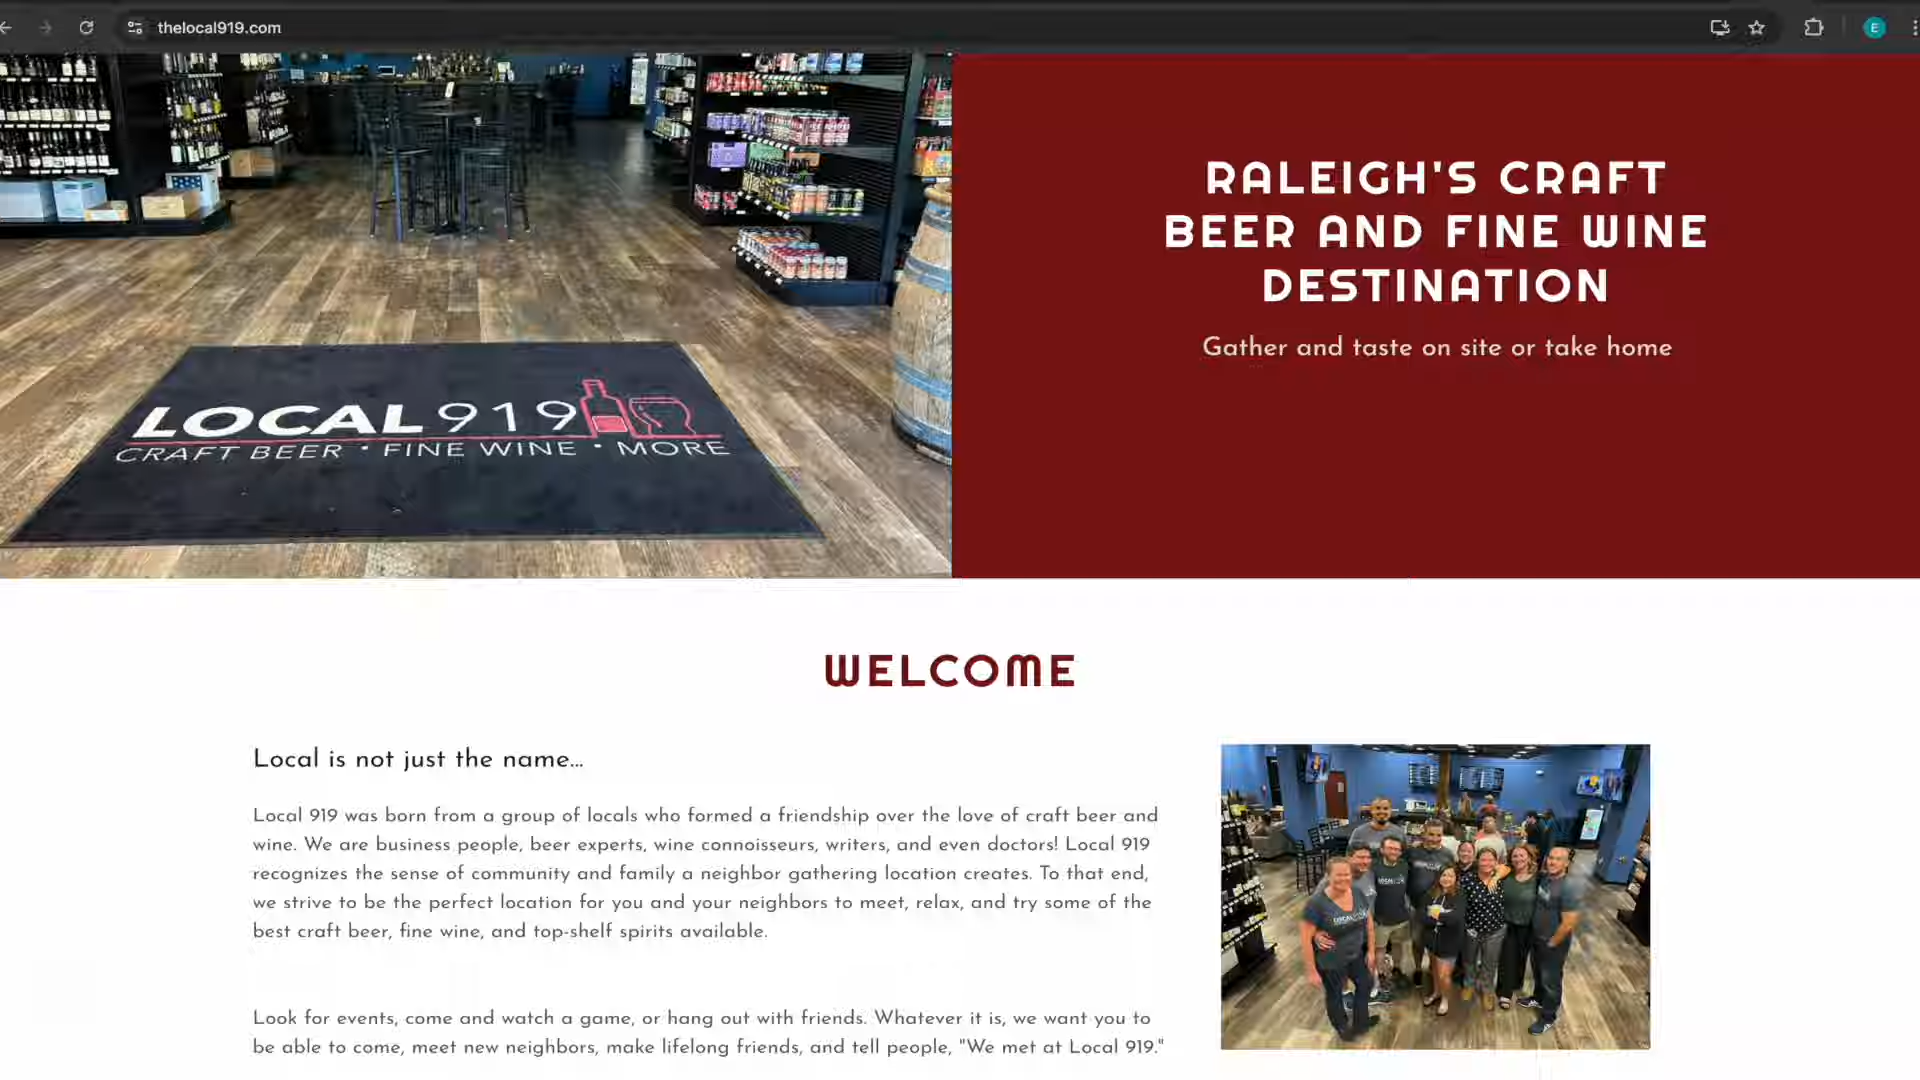 thelocal919.com
E
LOCAL 919
CRAFT BEER · FINE WINE · MORE
RALEIGH'S CRAFT
BEER AND FINE WINE
DESTINATION
Gather and taste on site or take home
WELCOME
Local is not just the name...
Local 919 was born from a group of locals who formed a friendship over the love of craft beer and
wine. We are business people, beer experts, wine connoisseurs, writers, and even doctors! Local 919
recognizes the sense of community and family a neighbor gathering location creates. To that end,
we strive to be the perfect location for you and your neighbors to meet, relax, and try some of the
best craft beer, fine wine, and top-shelf spirits available.
Look for events, come and watch a game, or hang out with friends. Whatever it is, we want you to
be able to come, meet new neighbors, make lifelong friends, and tell people, "We met at Local 919."